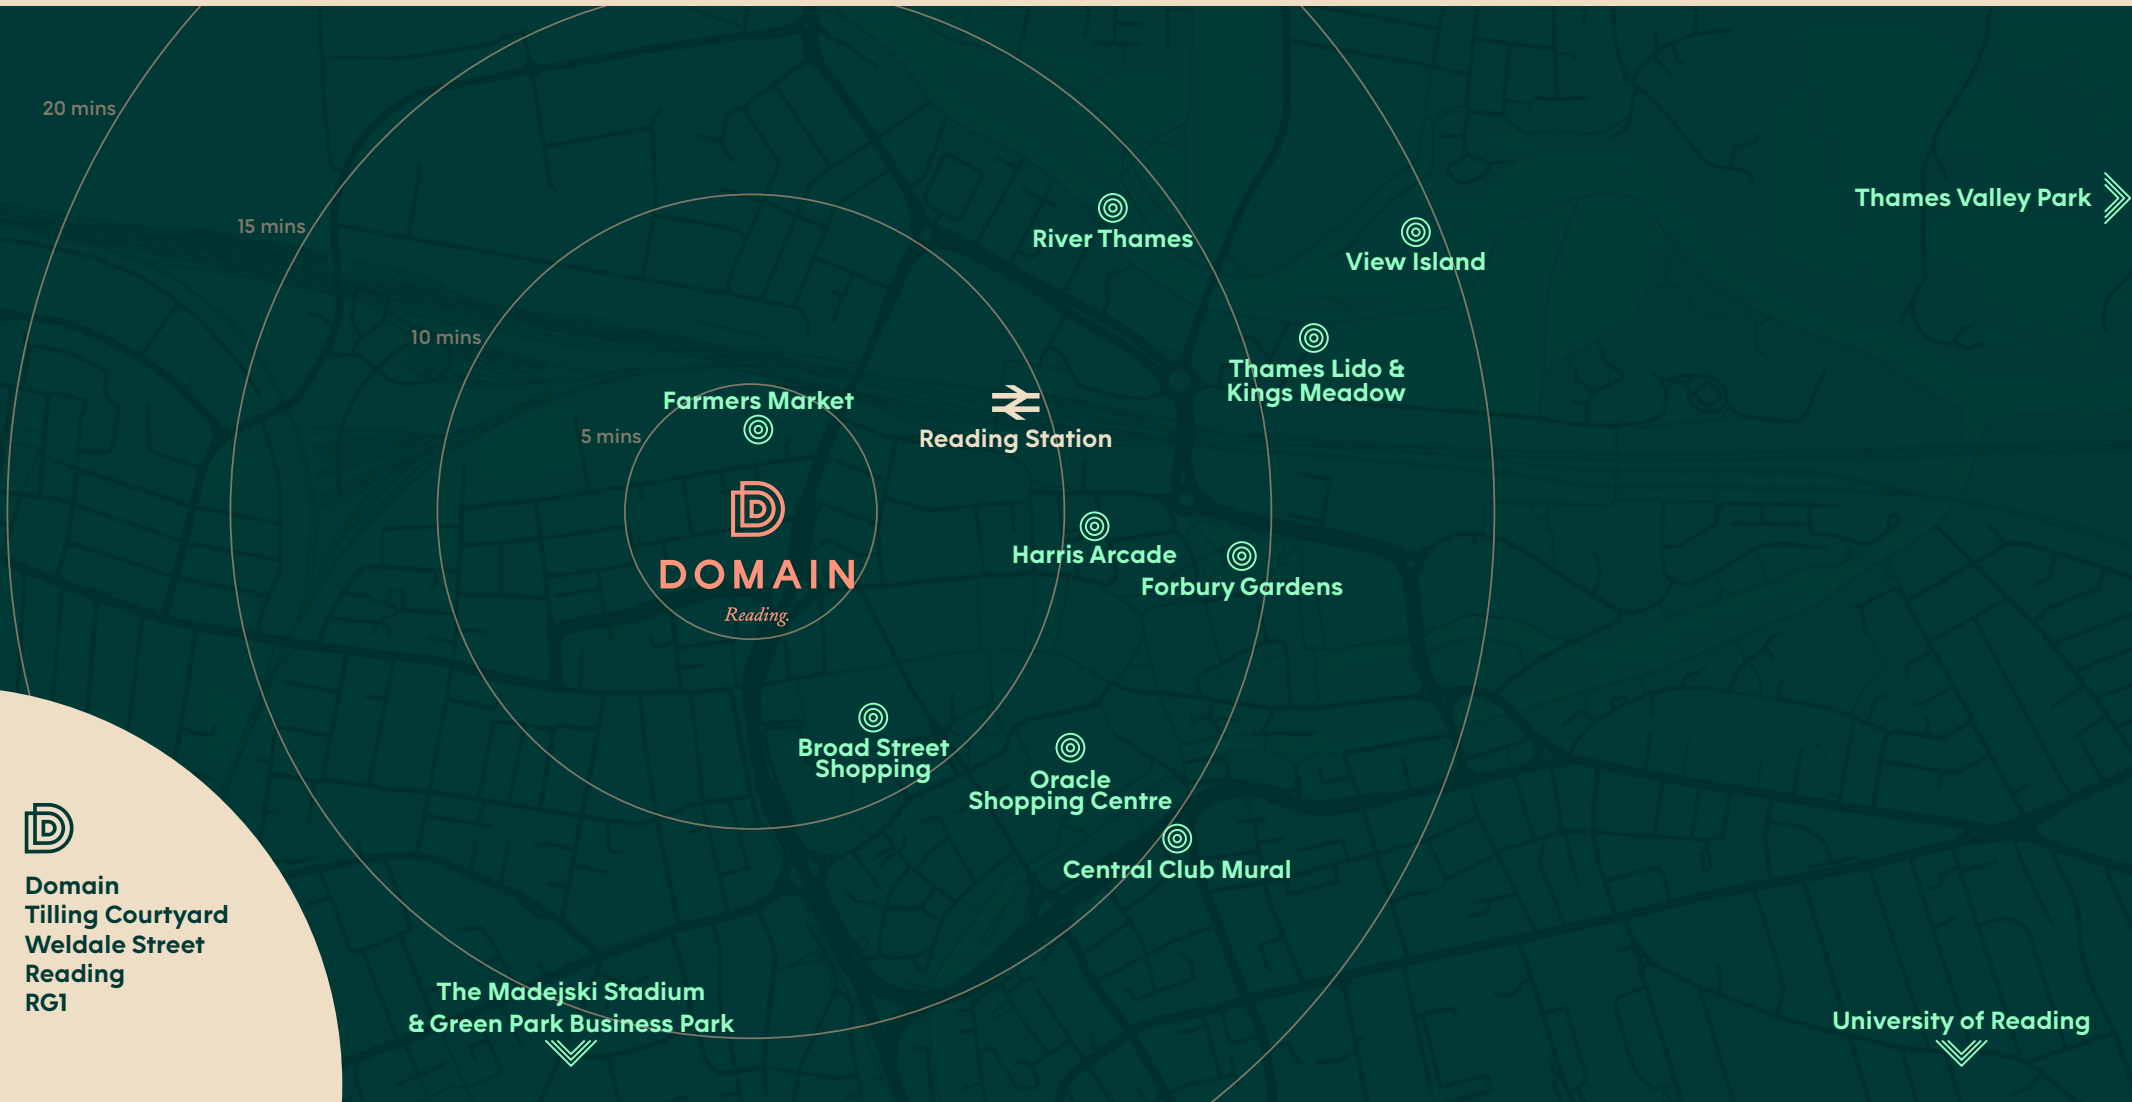 20 mins
15 mins
10 mins
5 mins
River Thames
View Island
Thames Valley Park
Thames Lido &
Kings Meadow
Farmers Market
Reading Station
DOMAIN
Reading.
Harris Arcade
Forbury Gardens
Broad Street
Shopping
Oracle
Shopping Centre
Central Club Mural
Domain
Tilling Courtyard
Weldale Street
Reading
RG1
The Madejski Stadium
& Green Park Business Park
University of Reading